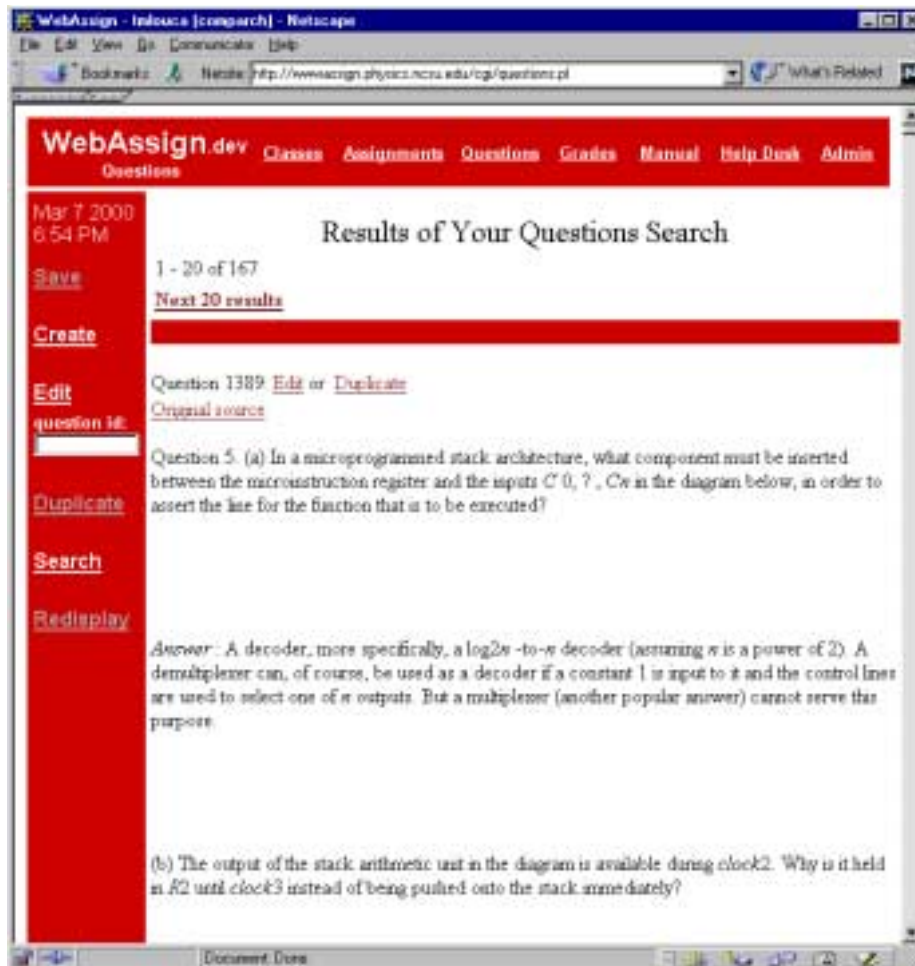 WebAssign - tmlouca [comparch] - Netscape
File Edit View Go Communicator Help
Bookmarks Netsite: http://wwwassign.physics.ncsu.edu/cgi/questions.pl What's Related
WebAssign.dev Classes Assignments Questions Grades Manual Help Desk Admin
Questions
Mar 7 2000
6:54 PM
Results of Your Questions Search
1 - 20 of 167
Next 20 results
Save
Create
Edit
question id:
Duplicate
Search
Redisplay
Question 1389 Edit or Duplicate
Original source
Question 5. (a) In a microprogrammed stack architecture, what component must be inserted
between the microinstruction register and the inputs C 0, ? , Cn in the diagram below, in order to
assert the line for the function that is to be executed?
Answer : A decoder, more specifically, a log2n -to-n decoder (assuming n is a power of 2). A
demultiplexer can, of course, be used as a decoder if a constant 1 is input to it and the control lines
are used to select one of n outputs. But a multiplexer (another popular answer) cannot serve this
purpose.
(b) The output of the stack arithmetic unit in the diagram is available during clock2. Why is it held
in R2 until clock3 instead of being pushed onto the stack immediately?
Document: Done